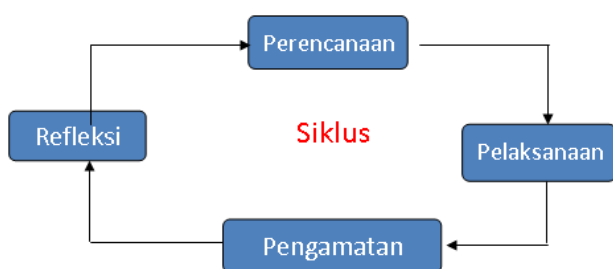 Perencanaan
Refleksi
Siklus
Pelaksanaan
Pengamatan